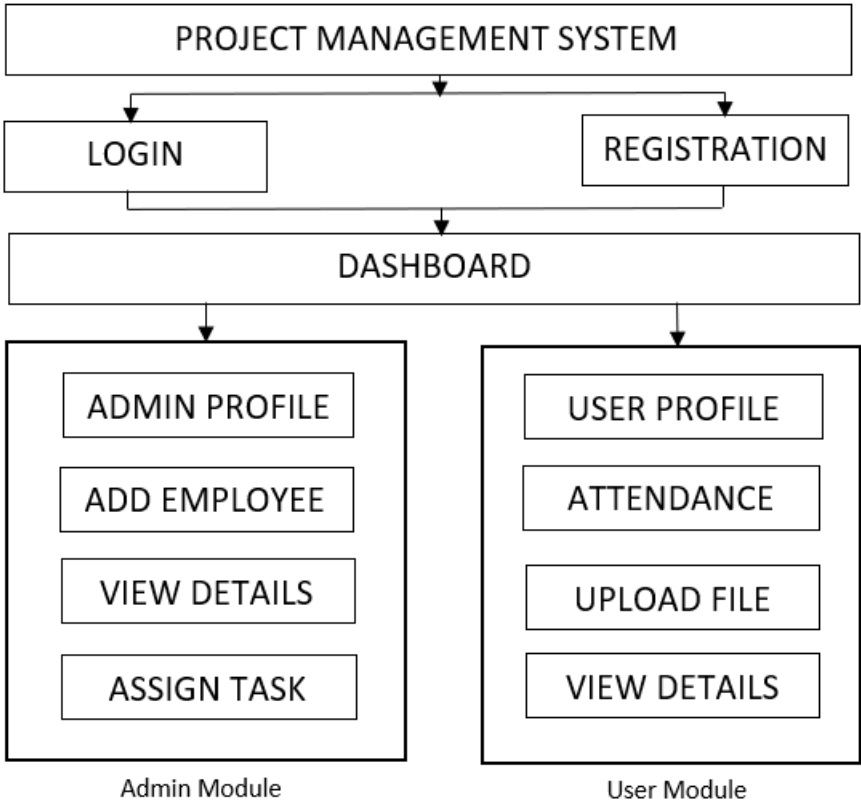 PROJECT MANAGEMENT SYSTEM
LOGIN
REGISTRATION
DASHBOARD
ADMIN PROFILE
ADD EMPLOYEE
VIEW DETAILS
ASSIGN TASK
Admin Module
USER PROFILE
ATTENDANCE
UPLOAD FILE
VIEW DETAILS
User Module